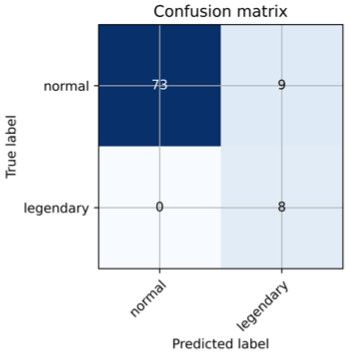 Confusion matrix
True label
normal
73
9
legendary
0
8
normal
legendary
Predicted label